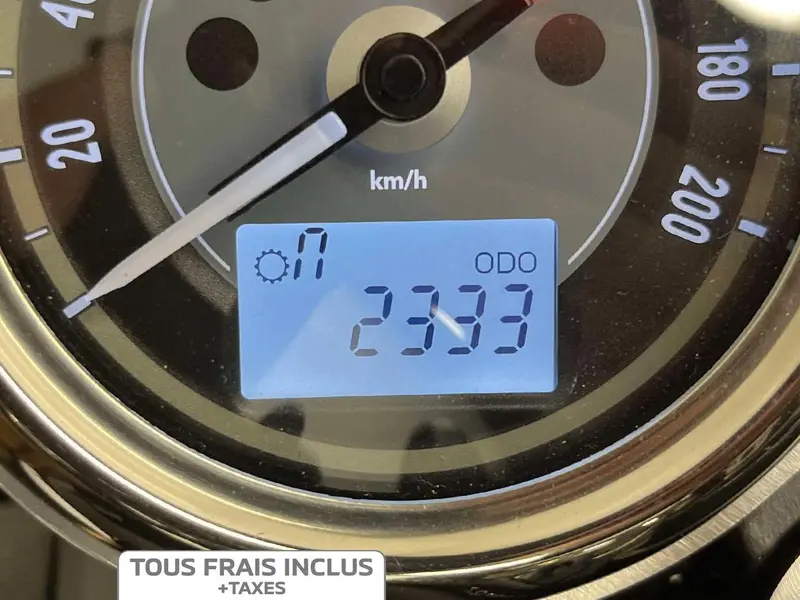 40
20
180
200
km/h
n
ODO
2333
TOUS FRAIS INCLUS
+TAXES